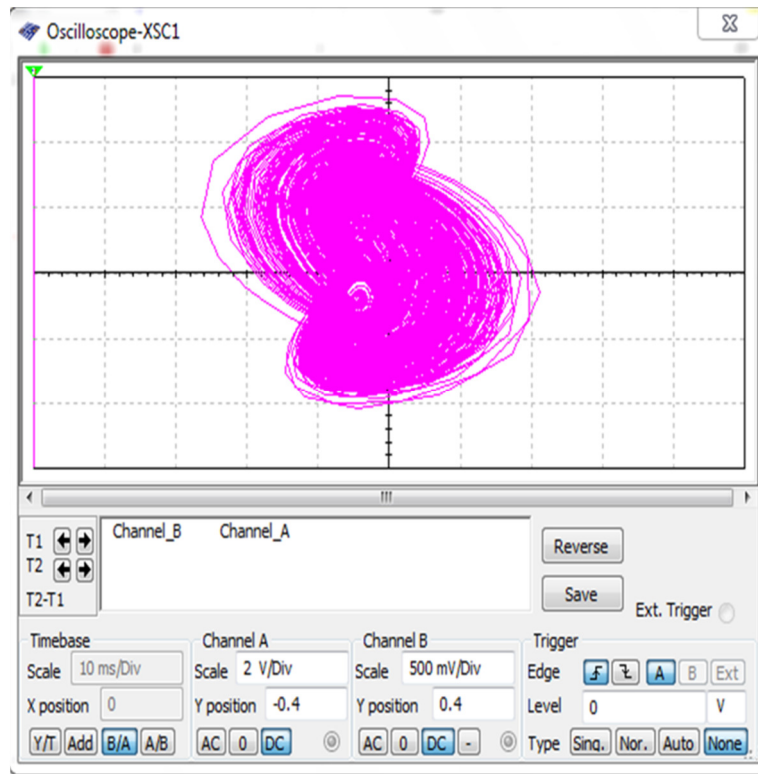 Oscilloscope-XSC1
Channel_B Channel_A
T1
T2
T2-T1
Reverse
Save
Ext. Trigger
Timebase
Scale 10 ms/Div
X position 0
Y/T Add B/A A/B
Channel A
Scale 2 V/Div
Y position -0.4
AC 0 DC
Channel B
Scale 500 mV/Div
Y position 0.4
AC 0 DC -
Trigger
Edge A B Ext
Level 0 V
Type Sing. Nor. Auto None